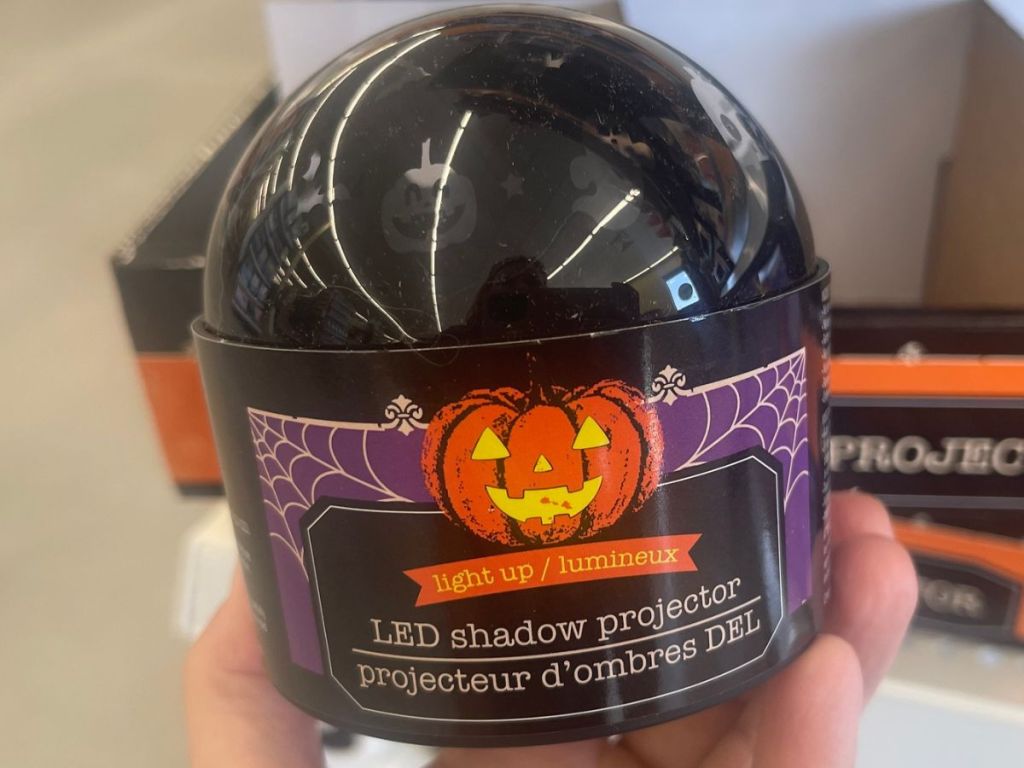 light up / lumineux
LED shadow projector
projecteur d'ombres DEL
PROJEC